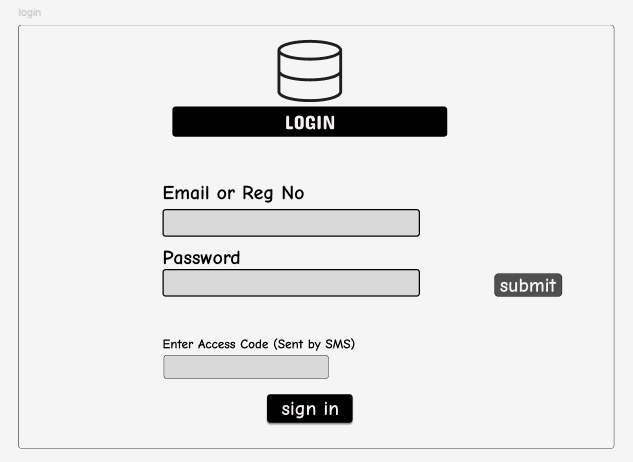 login
LOGIN
Email or Reg No
Password
submit
Enter Access Code (Sent by SMS)
sign in